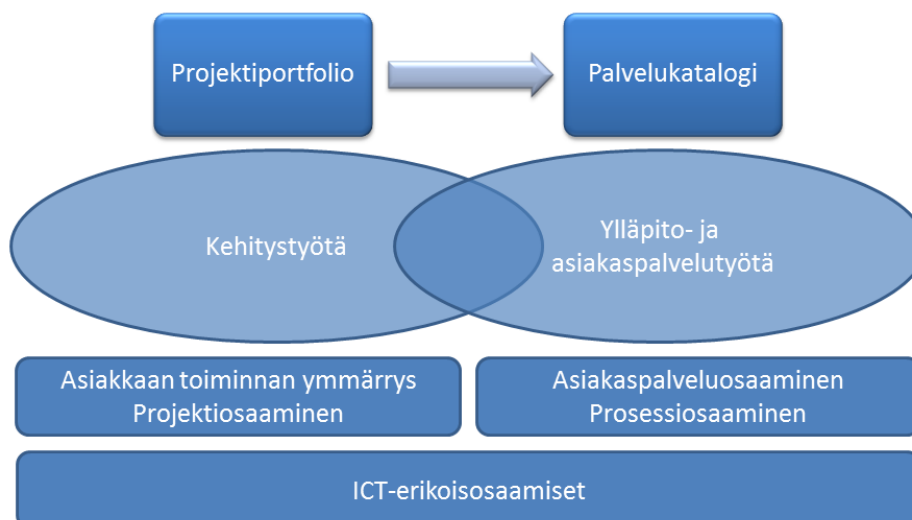 Projektiportfolio
Palvelukatalogi
Kehitystyötä
Ylläpito- ja
asiakaspalvelutyötä
Asiakkaan toiminnan ymmärrys
Projektiosaaminen
Asiakaspalveluosaaminen
Prosessiosaaminen
ICT-erikoisosaamiset